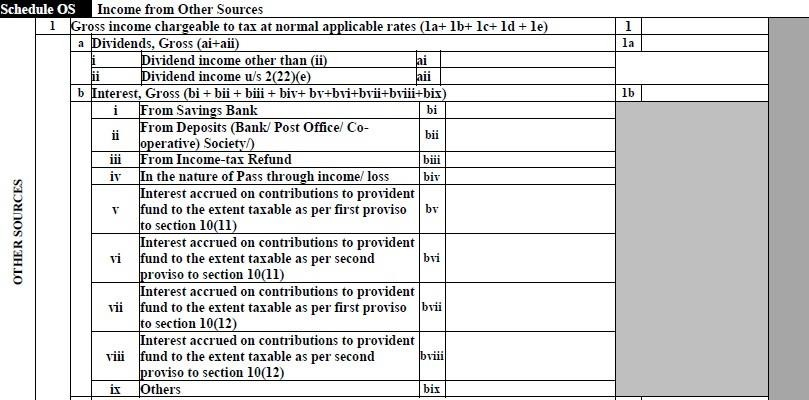 Schedule OS Income from Other Sources
1 Gross income chargeable to tax at normal applicable rates (1a+ 1b+ 1c+ 1d + 1e) 1
a Dividends, Gross (ai+aii) 1a
i Dividend income other than (ii) ai
ii Dividend income u/s 2(22)(e) aii
b Interest, Gross (bi + bii + biii + biv+ bv+bvi+bvii+bviii+bix) 1b
i From Savings Bank bi
ii From Deposits (Bank/ Post Office/ Co-
operative) Society/) bii
iii From Income-tax Refund biii
iv In the nature of Pass through income/ loss biv
v Interest accrued on contributions to provident
fund to the extent taxable as per first proviso
to section 10(11) bv
vi Interest accrued on contributions to provident
fund to the extent taxable as per second
proviso to section 10(11) bvi
vii Interest accrued on contributions to provident
fund to the extent taxable as per first proviso
to section 10(12) bvii
viii Interest accrued on contributions to provident
fund to the extent taxable as per second
proviso to section 10(12) bviii
ix Others bix
OTHER SOURCES